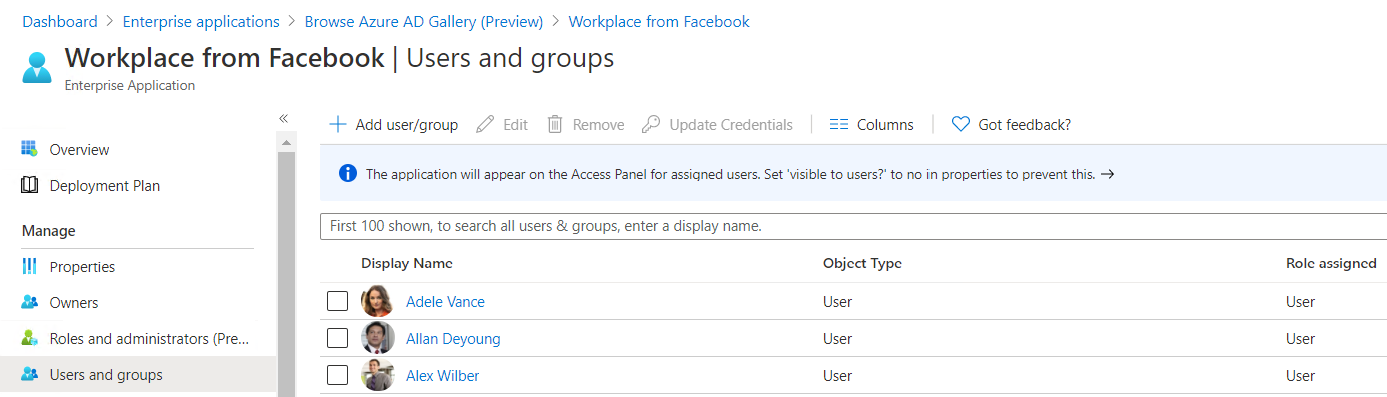 Dashboard > Enterprise applications > Browse Azure AD Gallery (Preview) > Workplace from Facebook
Workplace from Facebook | Users and groups
Enterprise Application
«
Overview
Deployment Plan
Manage
Properties
Owners
Roles and administrators (Pre...
Users and groups
+ Add user/group Edit Remove Update Credentials | Columns | Got feedback?
The application will appear on the Access Panel for assigned users. Set 'visible to users?' to no in properties to prevent this. →
First 100 shown, to search all users & groups, enter a display name.
Display Name Object Type Role assigned
Adele Vance User User
Allan Deyoung User User
Alex Wilber User User